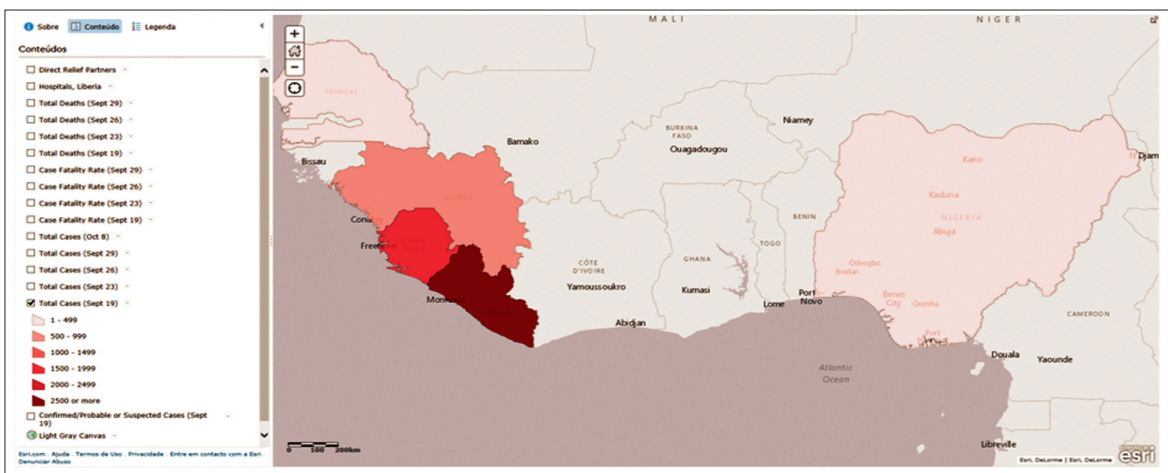 Sobre Conteúdo Legenda
Conteúdos
Direct Relief Partners
Hospitals, Liberia
Total Deaths (Sept 29)
Total Deaths (Sept 26)
Total Deaths (Sept 23)
Total Deaths (Sept 19)
Case Fatality Rate (Sept 29)
Case Fatality Rate (Sept 26)
Case Fatality Rate (Sept 23)
Case Fatality Rate (Sept 19)
Total Cases (Oct 8)
Total Cases (Sept 29)
Total Cases (Sept 26)
Total Cases (Sept 23)
Total Cases (Sept 19)
1 - 499
500 - 999
1000 - 1499
1500 - 1999
2000 - 2499
2500 or more
Confirmed/Probable or Suspected Cases (Sept
19)
Light Gray Canvas
Esri.com . Ajuda . Termos de Uso . Privacidade . Entre em contacto com a Esri .
Denunciar Abuso
MALI
NIGER
SENEGAL
Bamako
Niamey
BURKINA
FASO
Ouagadougou
Kano
Bissau
Kaduna
GUINEA
NIGERIA
Abuja
BENIN
TOGO
GHANA
CÔTE
D'IVOIRE
Yamoussoukro
Kumasi
Oshogbo
Ibadan
Port
Novo
Lome
Benin
City
Onitsha
Abidjan
Port
CAMEROON
Douala
Yaounde
Atlantic
Ocean
Libreville
0 100 200km
Esri, DeLorme | Esri, DeLorme
esri